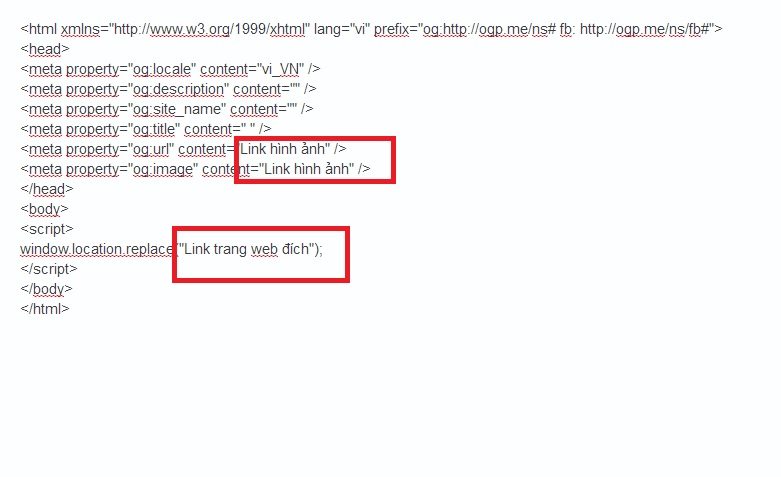 <html xmlns="http://www.w3.org/1999/xhtml" lang="vi" prefix="og:http://ogp.me/ns# fb: http://ogp.me/ns/fb#">
<head>
<meta property="og:locale" content="vi_VN" />
<meta property="og:description" content="" />
<meta property="og:site_name" content="" />
<meta property="og:title" content=" " />
<meta property="og:url" content="Link hình ảnh" />
<meta property="og:image" content="Link hình ảnh" />
</head>
<body>
<script>
window.location.replace("Link trang web đích");
</script>
</body>
</html>